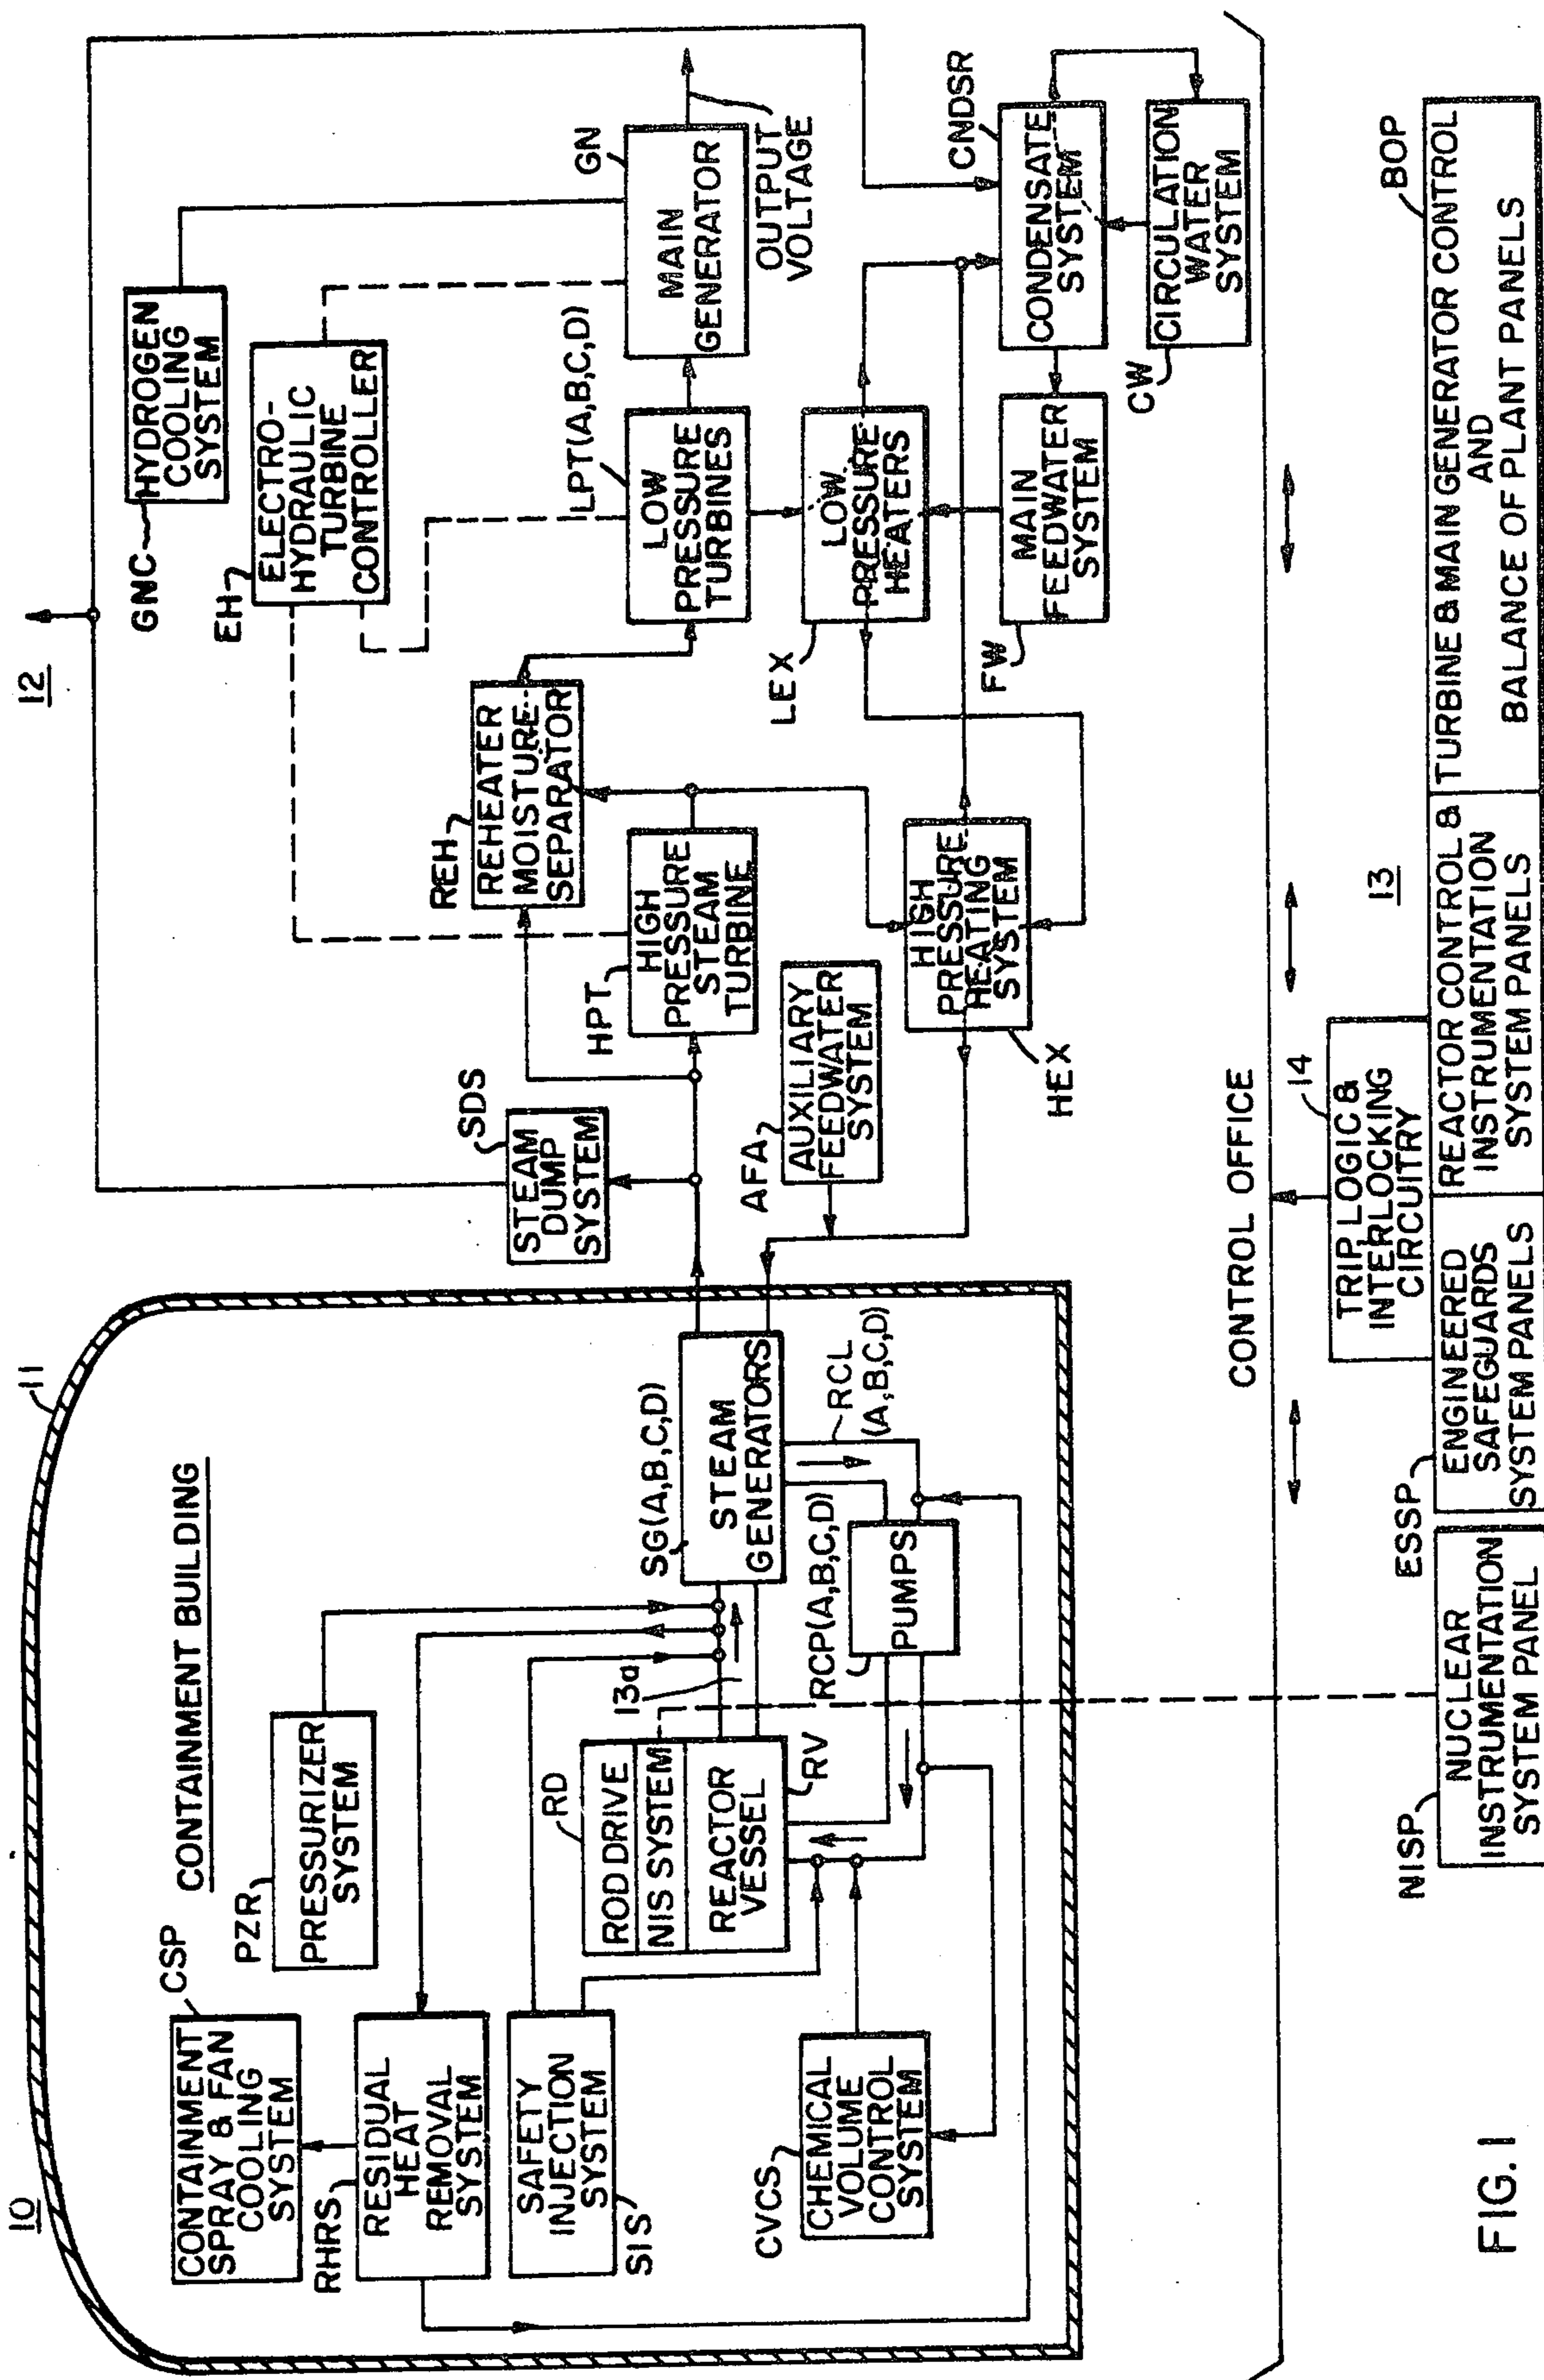 10
11
12
CONTAINMENT BUILDING
CSP
CONTAINMENT
SPRAY & FAN
COOLING
SYSTEM
PZR
PRESSURIZER
SYSTEM
RHRS
RESIDUAL
HEAT
REMOVAL
SYSTEM
SAFETY
INJECTION
SYSTEM
SIS
RD
ROD DRIVE
NIS SYSTEM
REACTOR
VESSEL
RV
13a
SG(A,B,C,D)
STEAM
GENERATORS
RCL
(A,B,C,D)
RCP(A,B,C,D)
PUMPS
CVCS
CHEMICAL
VOLUME
CONTROL
SYSTEM
SDS
STEAM
DUMP
SYSTEM
GNC
HYDROGEN
COOLING
SYSTEM
EH
ELECTRO-
HYDRAULIC
TURBINE
CONTROLLER
REH
REHEATER
MOISTURE
SEPARATOR
HPT
HIGH
PRESSURE
STEAM
TURBINE
LPT(A,B,C,D)
LOW
PRESSURE
TURBINES
GN
MAIN
GENERATOR
OUTPUT
VOLTAGE
AFA
AUXILIARY
FEEDWATER
SYSTEM
HEX
HIGH
PRESSURE
HEATING
SYSTEM
LEX
LOW
PRESSURE
HEATERS
FW
MAIN
FEEDWATER
SYSTEM
CNDSR
CONDENSATE
SYSTEM
CW
CIRCULATION
WATER
SYSTEM
CONTROL OFFICE
14
TRIP LOGIC &
INTERLOCKING
CIRCUITRY
13
NISP
NUCLEAR
INSTRUMENTATION
SYSTEM PANEL
ESSP
ENGINEERED
SAFEGUARDS
SYSTEM PANELS
REACTOR CONTROL &
INSTRUMENTATION
SYSTEM PANELS
BOP
TURBINE & MAIN GENERATOR CONTROL
AND
BALANCE OF PLANT PANELS
FIG. 1